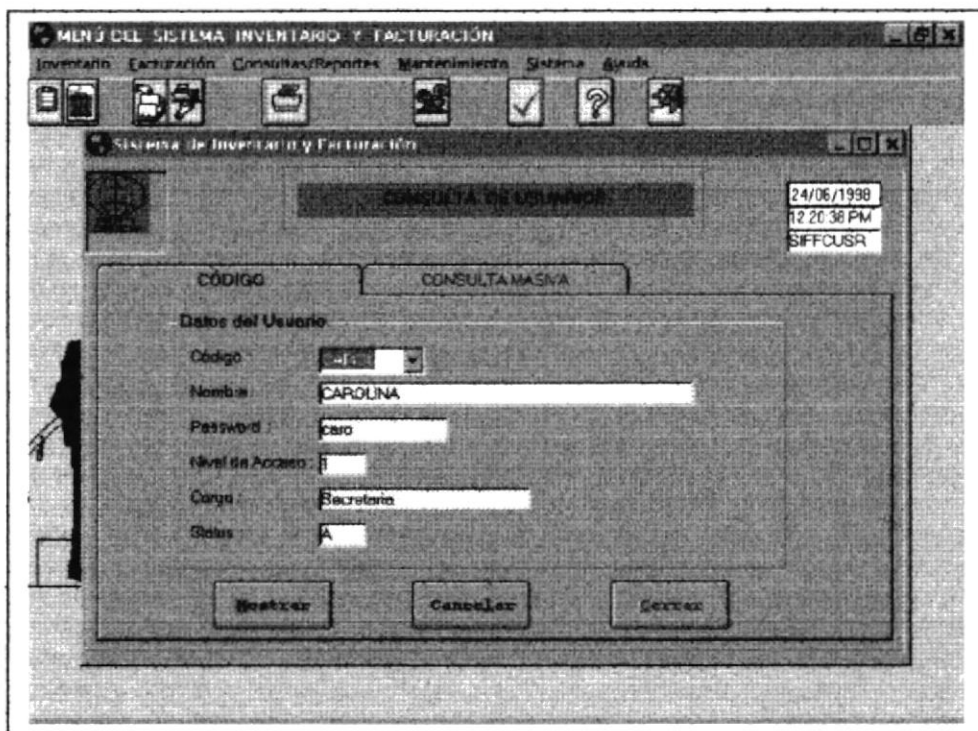 MENÚ DEL SISTEMA INVENTARIO Y FACTURACIÓN
Inventario Facturación Consultas/Reportes Mantenimiento Sistema Ayuda
Sistema de Inventario y Facturación
CONSULTA DE USUARIOS
24/06/1998
12:20:38 PM
SIFFCUSR
CÓDIGO CONSULTA MASIVA
Datos del Usuario
Código :
Nombre : CAROLINA
Password : caro
Nivel de Acceso : 1
Cargo : Secretaria
Status A
Mostrar Cancelar Cerrar